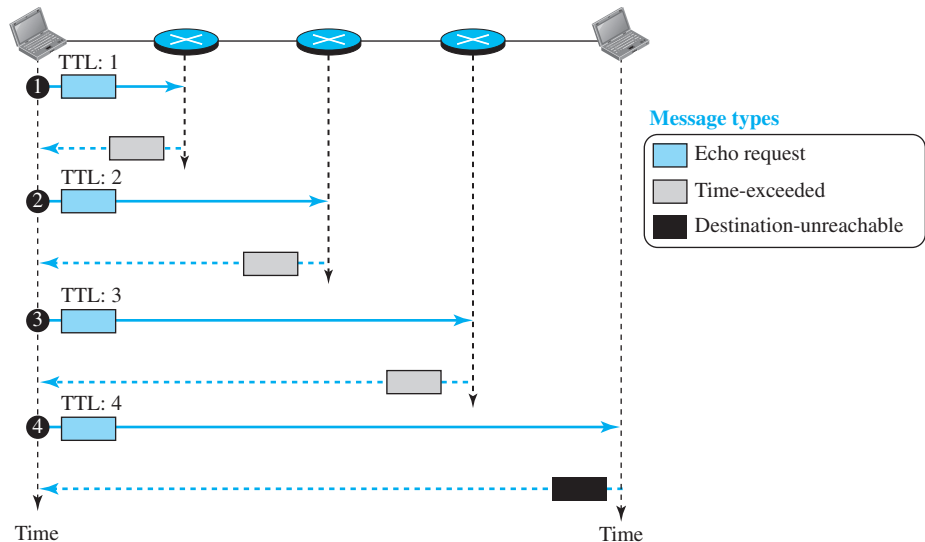 TTL: 1
1
TTL: 2
2
TTL: 3
3
TTL: 4
4
Time
Time
Message types
Echo request
Time-exceeded
Destination-unreachable